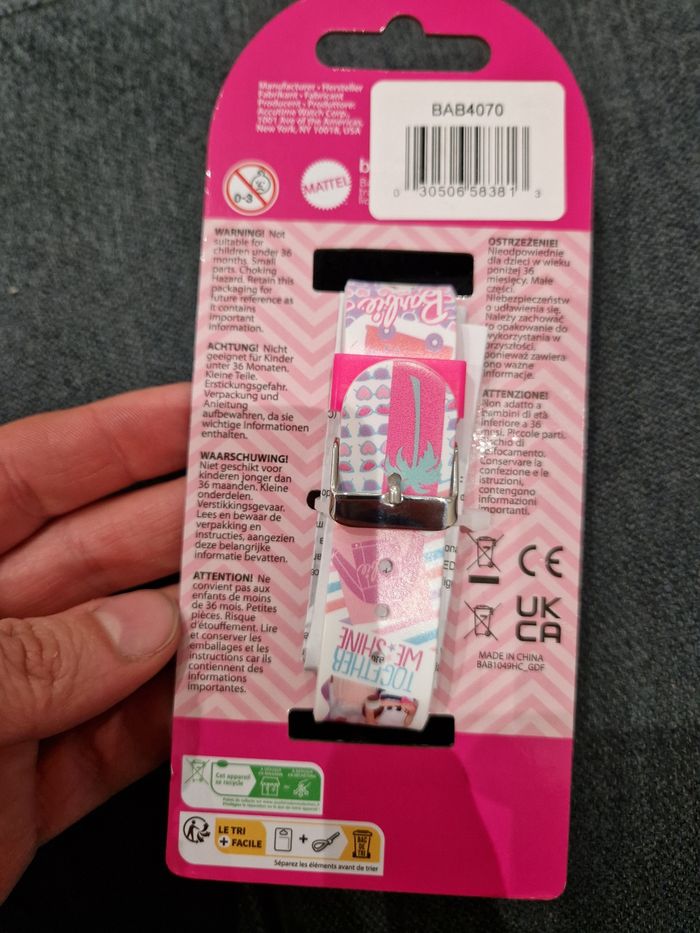 Manufacturer - Hersteller
Fabrikant - Fabricant
Producent - Produttore:
Accutime Watch Corp.,
1001 Ave of the Americas,
New York, NY 10018, USA
BAB4070
0 30506 58381 3
0-3
MATTEL
WARNING! Not
suitable for
children under 36
months. Small
parts. Choking
Hazard. Retain this
packaging for
future reference as
it contains
important
information.
ACHTUNG! Nicht
geeignet für Kinder
unter 36 Monaten.
Kleine Teile.
Erstickungsgefahr.
Verpackung und
Anleitung
aufbewahren, da sie
wichtige Informationen
enthalten.
WAARSCHUWING!
Niet geschikt voor
kinderen jonger dan
36 maanden. Kleine
onderdelen.
Verstikkingsgevaar.
Lees en bewaar de
verpakking en
instructies, aangezien
deze belangrijke
informatie bevatten.
ATTENTION! Ne
convient pas aux
enfants de moins
de 36 mois. Petites
pièces. Risque
d'étouffement. Lire
et conserver les
emballages et les
instructions car ils
contiennent des
informations
importantes.
Barbie
TOGETHER
WE SHINE
OSTRZEŻENIE!
Nieodpowiednie
dla dzieci w wieku
poniżej 36
miesięcy. Małe
części.
Niebezpieczeństw
o udławienia się.
Należy zachować
to opakowanie do
wykorzystania w
przyszłości,
ponieważ zawiera
ono ważne
informacje.
ATTENZIONE!
Non adatto a
bambini di età
inferiore a 36
mesi. Piccole parti.
Rischio di
soffocamento.
Conservare la
confezione e le
istruzioni,
contengono
informazioni
importanti.
CE
UK
CA
MADE IN CHINA
BAB1049HC_GDF
Cet appareil
se recycle
LE TRI
+ FACILE
+
BAC
DE
TRI
Séparez les éléments avant de trier